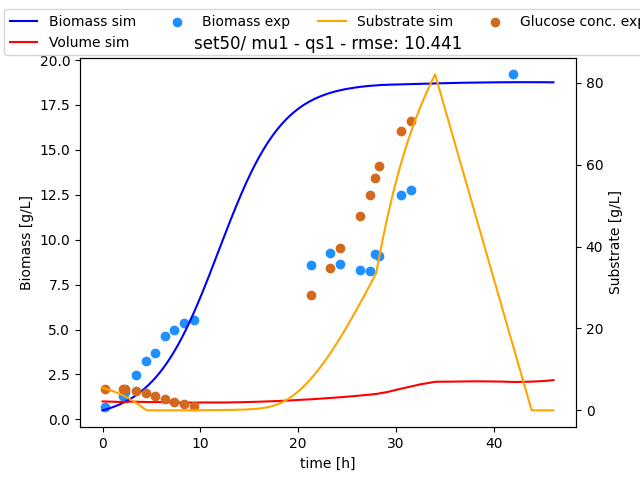 Biomass sim Biomass exp Substrate sim Glucose conc. exp
Volume sim
set50/ mu1 - qs1 - rmse: 10.441
20.0
17.5
15.0
12.5
10.0
7.5
5.0
2.5
0.0
Biomass [g/L]
80
60
40
20
0
Substrate [g/L]
0 10 20 30 40
time [h]